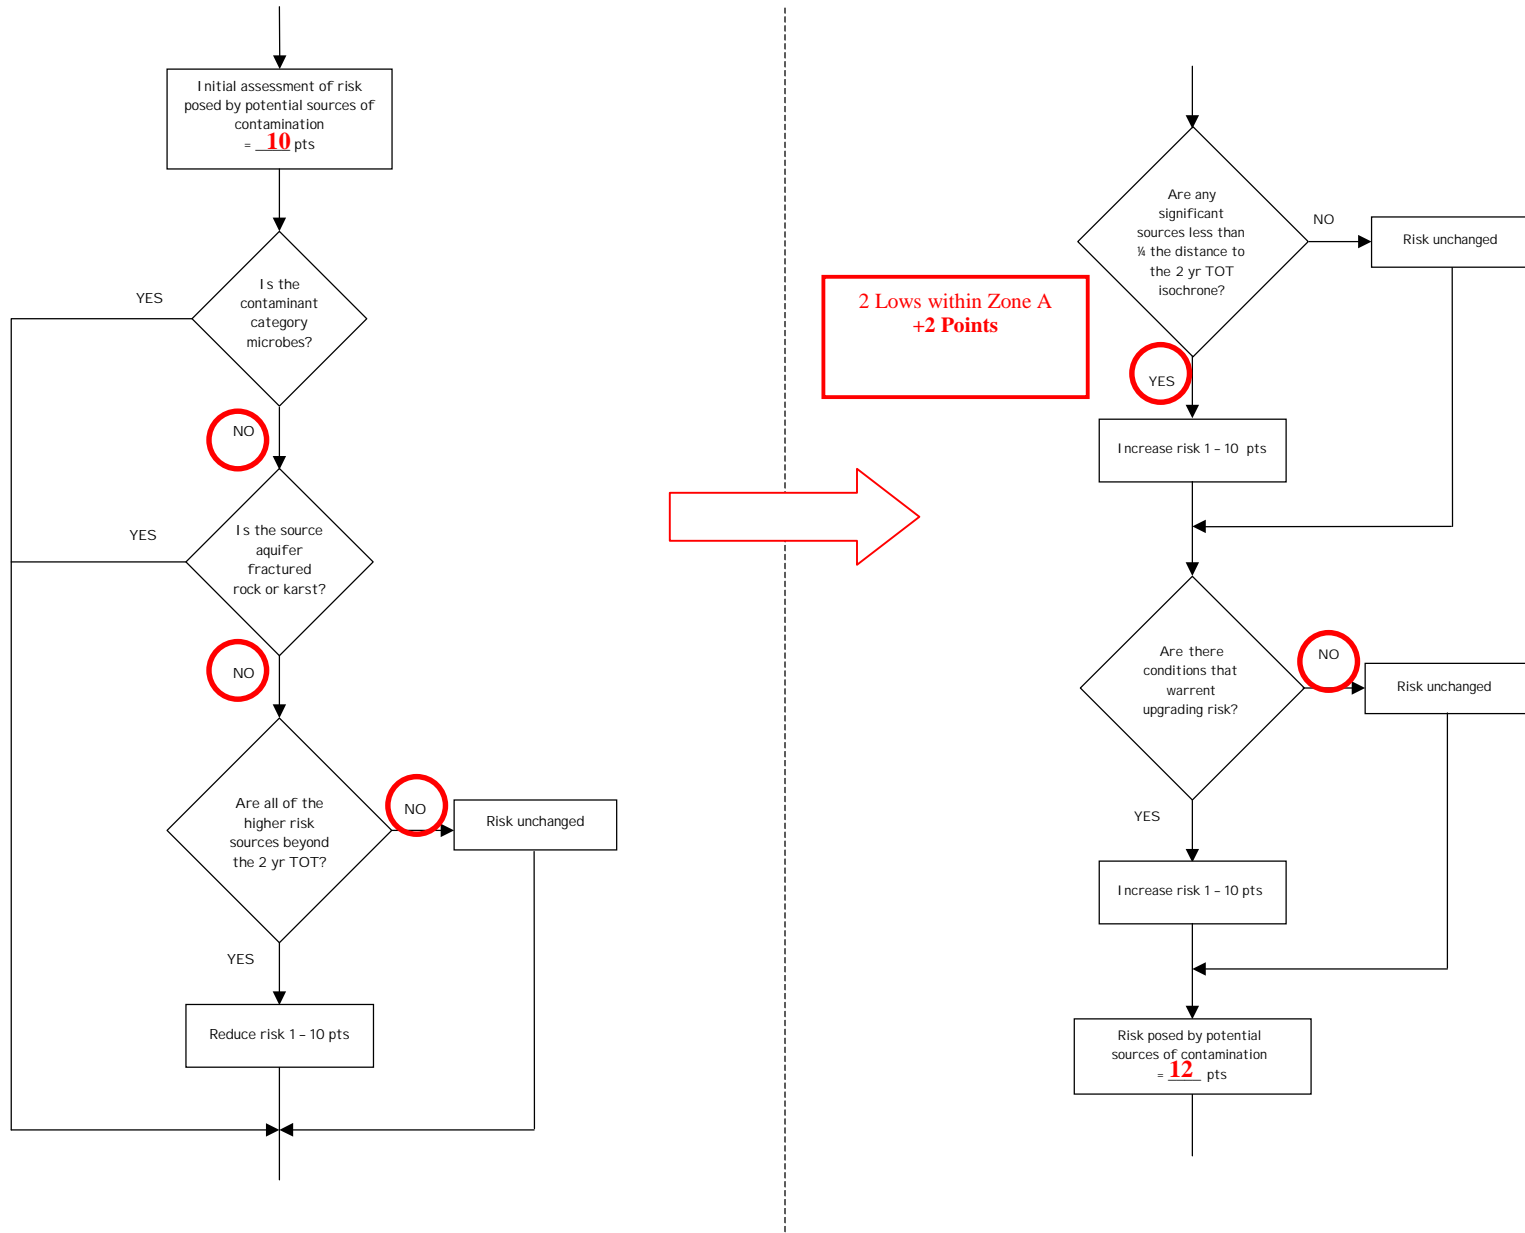 Initial assessment of risk
posed by potential sources of
contamination
= 10 pts
Is the
contaminant
category
microbes?
YES
NO
Is the source
aquifer
fractured
rock or karst?
YES
NO
Are all of the
higher risk
sources beyond
the 2 yr TOT?
NO
Risk unchanged
YES
Reduce risk 1 – 10 pts
Are any
significant
sources less than
¼ the distance to
the 2 yr TOT
isochrone?
NO
Risk unchanged
2 Lows within Zone A
+2 Points
YES
Increase risk 1 – 10 pts
Are there
conditions that
warrent
upgrading risk?
NO
Risk unchanged
YES
Increase risk 1 – 10 pts
Risk posed by potential
sources of contamination
= 12 pts